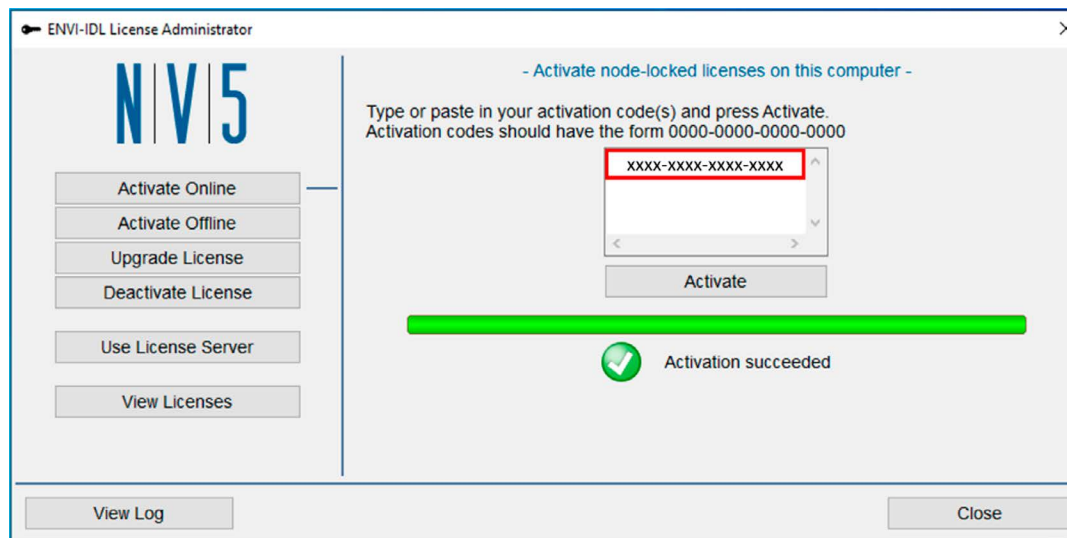 ENVI-IDL License Administrator
N|V|5
Activate Online
Activate Offline
Upgrade License
Deactivate License
Use License Server
View Licenses
- Activate node-locked licenses on this computer -
Type or paste in your activation code(s) and press Activate.
Activation codes should have the form 0000-0000-0000-0000
xxxx-xxxx-xxxx-xxxx
Activate
Activation succeeded
View Log
Close